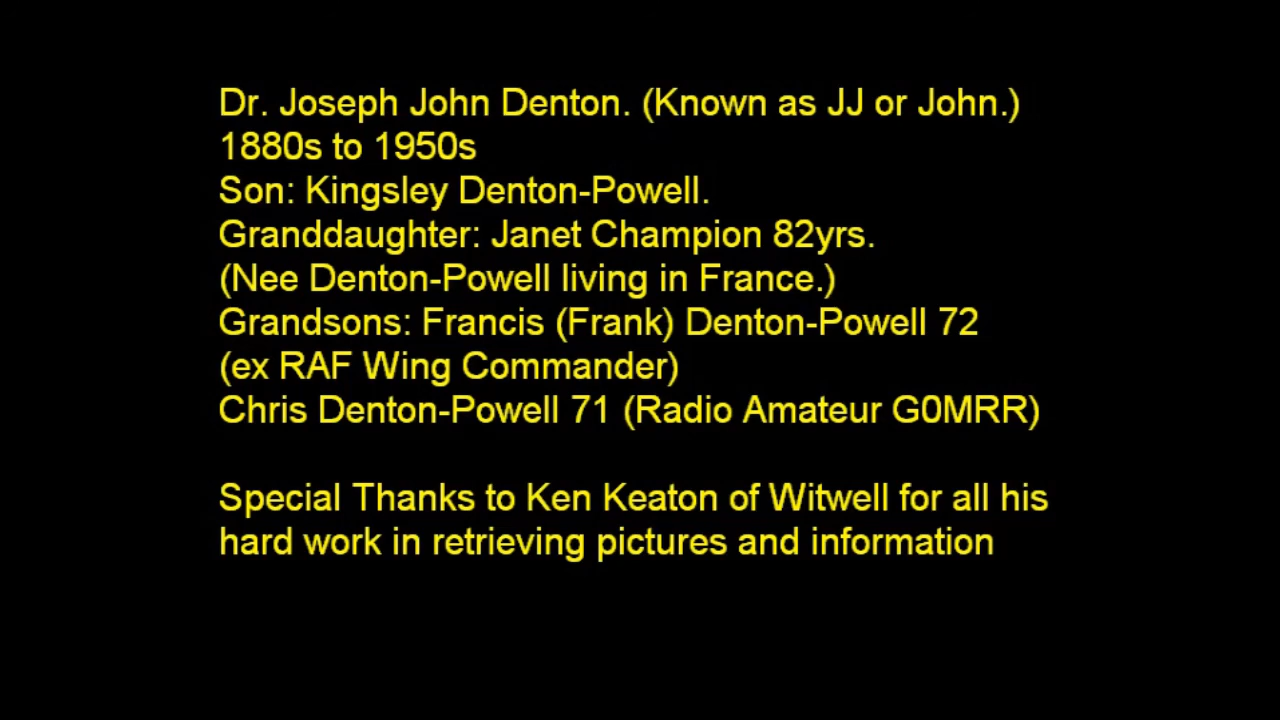 Dr. Joseph John Denton. (Known as JJ or John.)
1880s to 1950s
Son: Kingsley Denton-Powell.
Granddaughter: Janet Champion 82yrs.
(Nee Denton-Powell living in France.)
Grandsons: Francis (Frank) Denton-Powell 72
(ex RAF Wing Commander)
Chris Denton-Powell 71 (Radio Amateur G0MRR)
Special Thanks to Ken Keaton of Witwell for all his
hard work in retrieving pictures and information